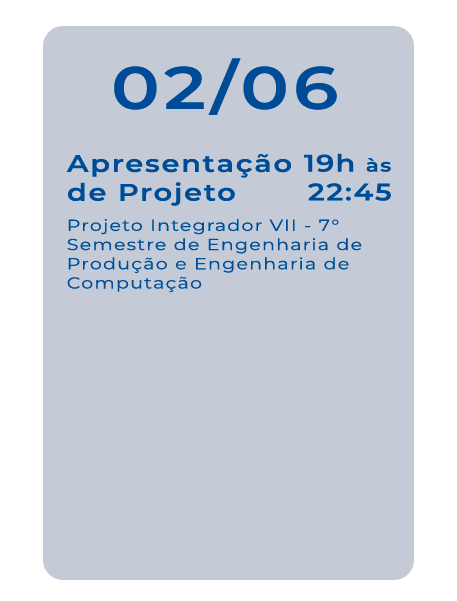 02/06
Apresentação 19h às
de Projeto 22:45
Projeto Integrador VII - 7º
Semestre de Engenharia de
Produção e Engenharia de
Computação